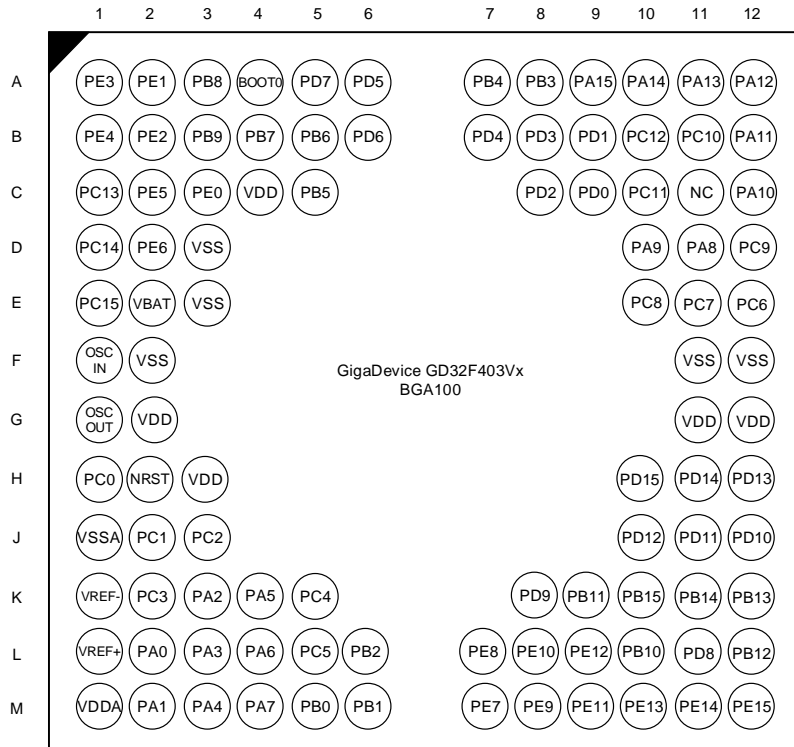 1 2 3 4 5 6 7 8 9 10 11 12
A PE3 PE1 PB8 BOOT0 PD7 PD5 PB4 PB3 PA15 PA14 PA13 PA12
B PE4 PE2 PB9 PB7 PB6 PD6 PD4 PD3 PD1 PC12 PC10 PA11
C PC13 PE5 PE0 VDD PB5 PD2 PD0 PC11 NC PA10
D PC14 PE6 VSS PA9 PA8 PC9
E PC15 VBAT VSS PC8 PC7 PC6
F OSC IN VSS VSS VSS
GigaDevice GD32F403Vx
BGA100
G OSC OUT VDD VDD VDD
H PC0 NRST VDD PD15 PD14 PD13
J VSSA PC1 PC2 PD12 PD11 PD10
K VREF- PC3 PA2 PA5 PC4 PD9 PB11 PB15 PB14 PB13
L VREF+ PA0 PA3 PA6 PC5 PB2 PE8 PE10 PE12 PB10 PD8 PB12
M VDDA PA1 PA4 PA7 PB0 PB1 PE7 PE9 PE11 PE13 PE14 PE15